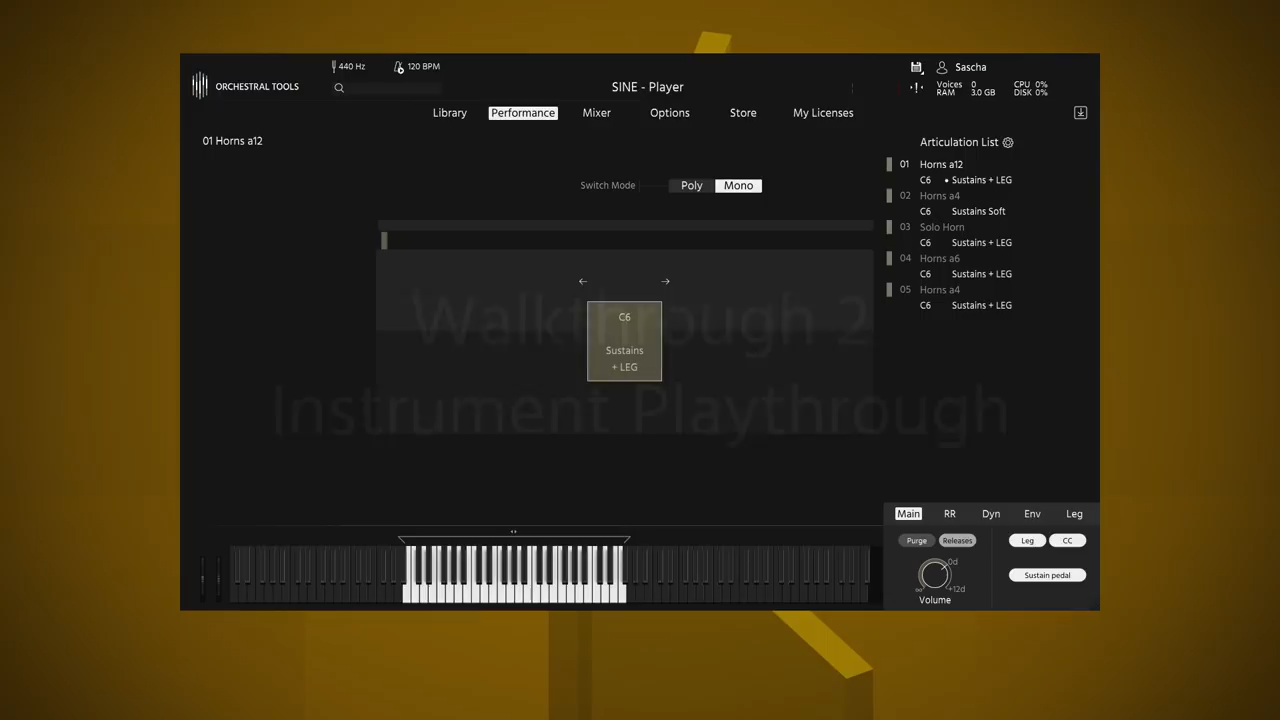 440 Hz
120 BPM
Sascha
ORCHESTRAL TOOLS
SINE - Player
Voices 0
RAM 3.0 GB
CPU 0%
DISK 0%
Library
Performance
Mixer
Options
Store
My Licenses
01 Horns a12
Articulation List
01 Horns a12
C6 • Sustains + LEG
02 Horns a4
C6 Sustains Soft
03 Solo Horn
C6 Sustains + LEG
04 Horns a6
C6 Sustains + LEG
05 Horns a4
C6 Sustains + LEG
Switch Mode
Poly
Mono
C6
Sustains
+ LEG
Walkthrough 2
Instrument Playthrough
Main
RR
Dyn
Env
Leg
Purge
Releases
Leg
CC
0d
+12d
∞
Volume
Sustain pedal